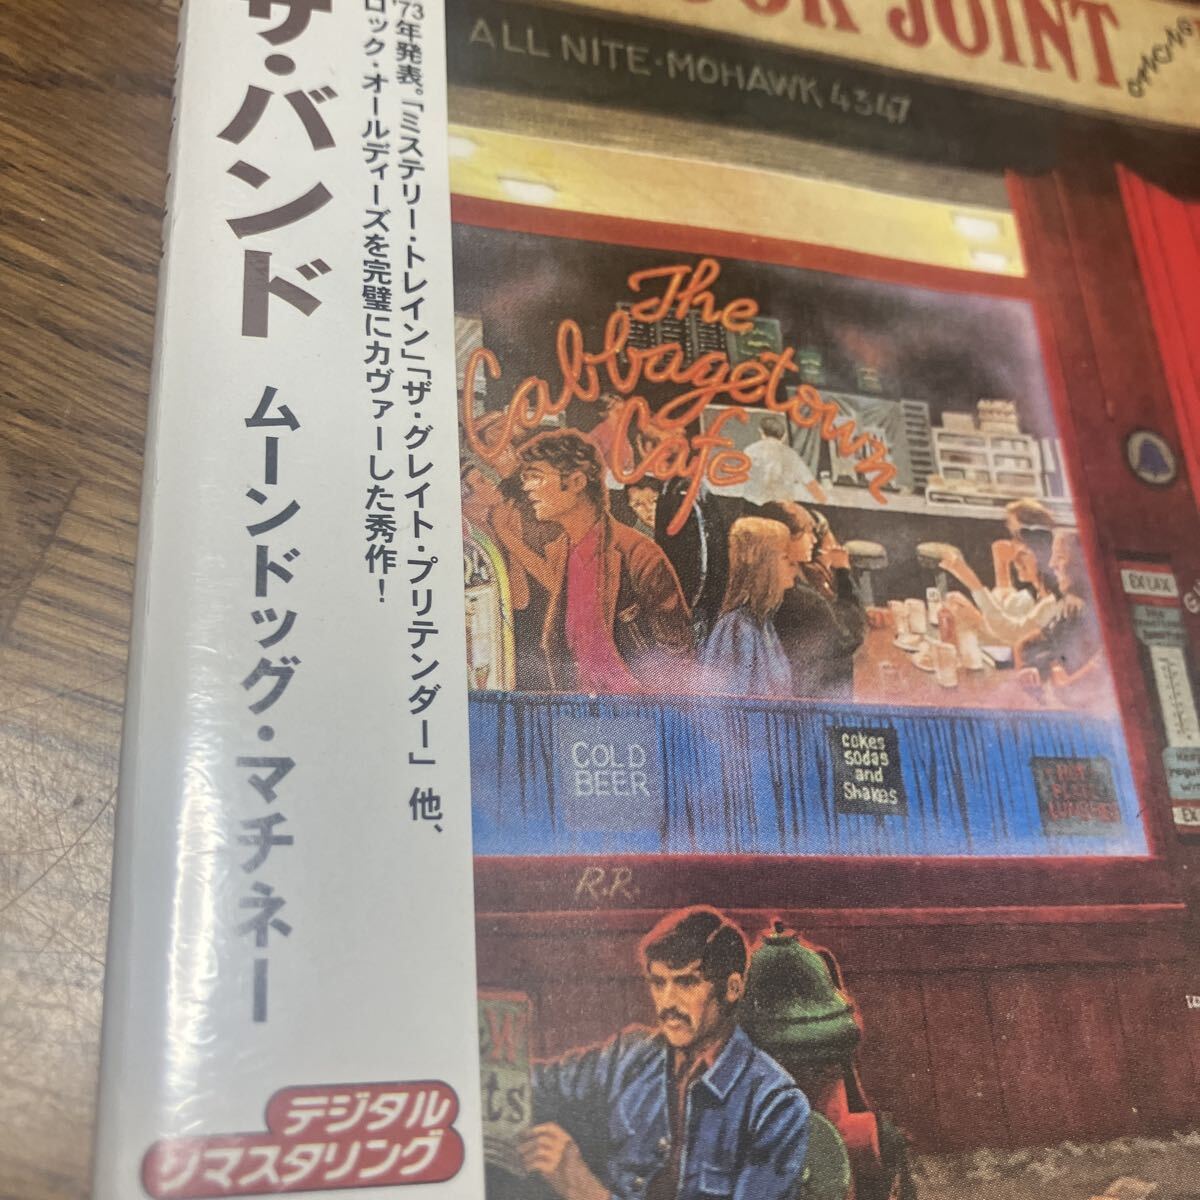 ザ・バンド
ムーンドッグ・マチネー
'73年発表。「ミステリー・トレイン」「ザ・グレイト・プリテンダー」他、
ロック・オールディーズを完璧にカヴァーした秀作!
デジタル
リマスタリング
JOINT
ALL NITE・MOHAWK 4347
The
Cabbagetown
Cafe
COLD
BEER
cokes
sodas
and
shakes
EX LAX
R.R.